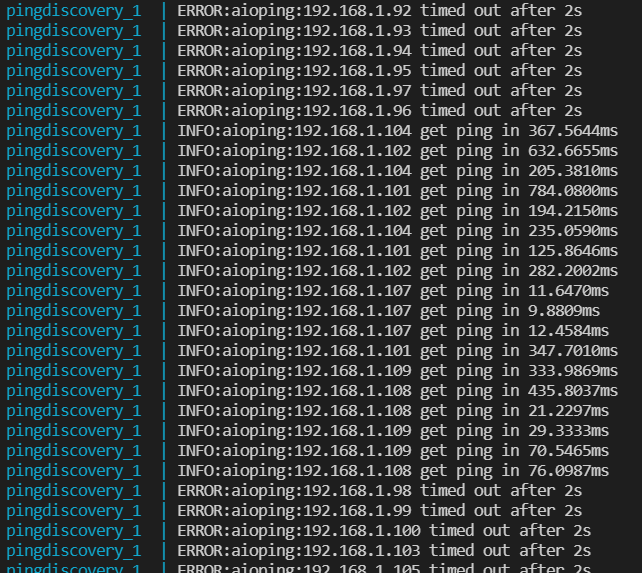 pingdiscovery_1  | ERROR:aioping:192.168.1.92 timed out after 2s
pingdiscovery_1  | ERROR:aioping:192.168.1.93 timed out after 2s
pingdiscovery_1  | ERROR:aioping:192.168.1.94 timed out after 2s
pingdiscovery_1  | ERROR:aioping:192.168.1.95 timed out after 2s
pingdiscovery_1  | ERROR:aioping:192.168.1.97 timed out after 2s
pingdiscovery_1  | ERROR:aioping:192.168.1.96 timed out after 2s
pingdiscovery_1  | INFO:aioping:192.168.1.104 get ping in 367.5644ms
pingdiscovery_1  | INFO:aioping:192.168.1.102 get ping in 632.6655ms
pingdiscovery_1  | INFO:aioping:192.168.1.104 get ping in 205.3810ms
pingdiscovery_1  | INFO:aioping:192.168.1.101 get ping in 784.0800ms
pingdiscovery_1  | INFO:aioping:192.168.1.102 get ping in 194.2150ms
pingdiscovery_1  | INFO:aioping:192.168.1.104 get ping in 235.0590ms
pingdiscovery_1  | INFO:aioping:192.168.1.101 get ping in 125.8646ms
pingdiscovery_1  | INFO:aioping:192.168.1.102 get ping in 282.2002ms
pingdiscovery_1  | INFO:aioping:192.168.1.107 get ping in 11.6470ms
pingdiscovery_1  | INFO:aioping:192.168.1.107 get ping in 9.8809ms
pingdiscovery_1  | INFO:aioping:192.168.1.107 get ping in 12.4584ms
pingdiscovery_1  | INFO:aioping:192.168.1.101 get ping in 347.7010ms
pingdiscovery_1  | INFO:aioping:192.168.1.109 get ping in 333.9869ms
pingdiscovery_1  | INFO:aioping:192.168.1.108 get ping in 435.8037ms
pingdiscovery_1  | INFO:aioping:192.168.1.108 get ping in 21.2297ms
pingdiscovery_1  | INFO:aioping:192.168.1.109 get ping in 29.3333ms
pingdiscovery_1  | INFO:aioping:192.168.1.109 get ping in 70.5465ms
pingdiscovery_1  | INFO:aioping:192.168.1.108 get ping in 76.0987ms
pingdiscovery_1  | ERROR:aioping:192.168.1.98 timed out after 2s
pingdiscovery_1  | ERROR:aioping:192.168.1.99 timed out after 2s
pingdiscovery_1  | ERROR:aioping:192.168.1.100 timed out after 2s
pingdiscovery_1  | ERROR:aioping:192.168.1.103 timed out after 2s
pingdiscovery_1  | ERROR:aioping:192.168.1.105 timed out after 2s